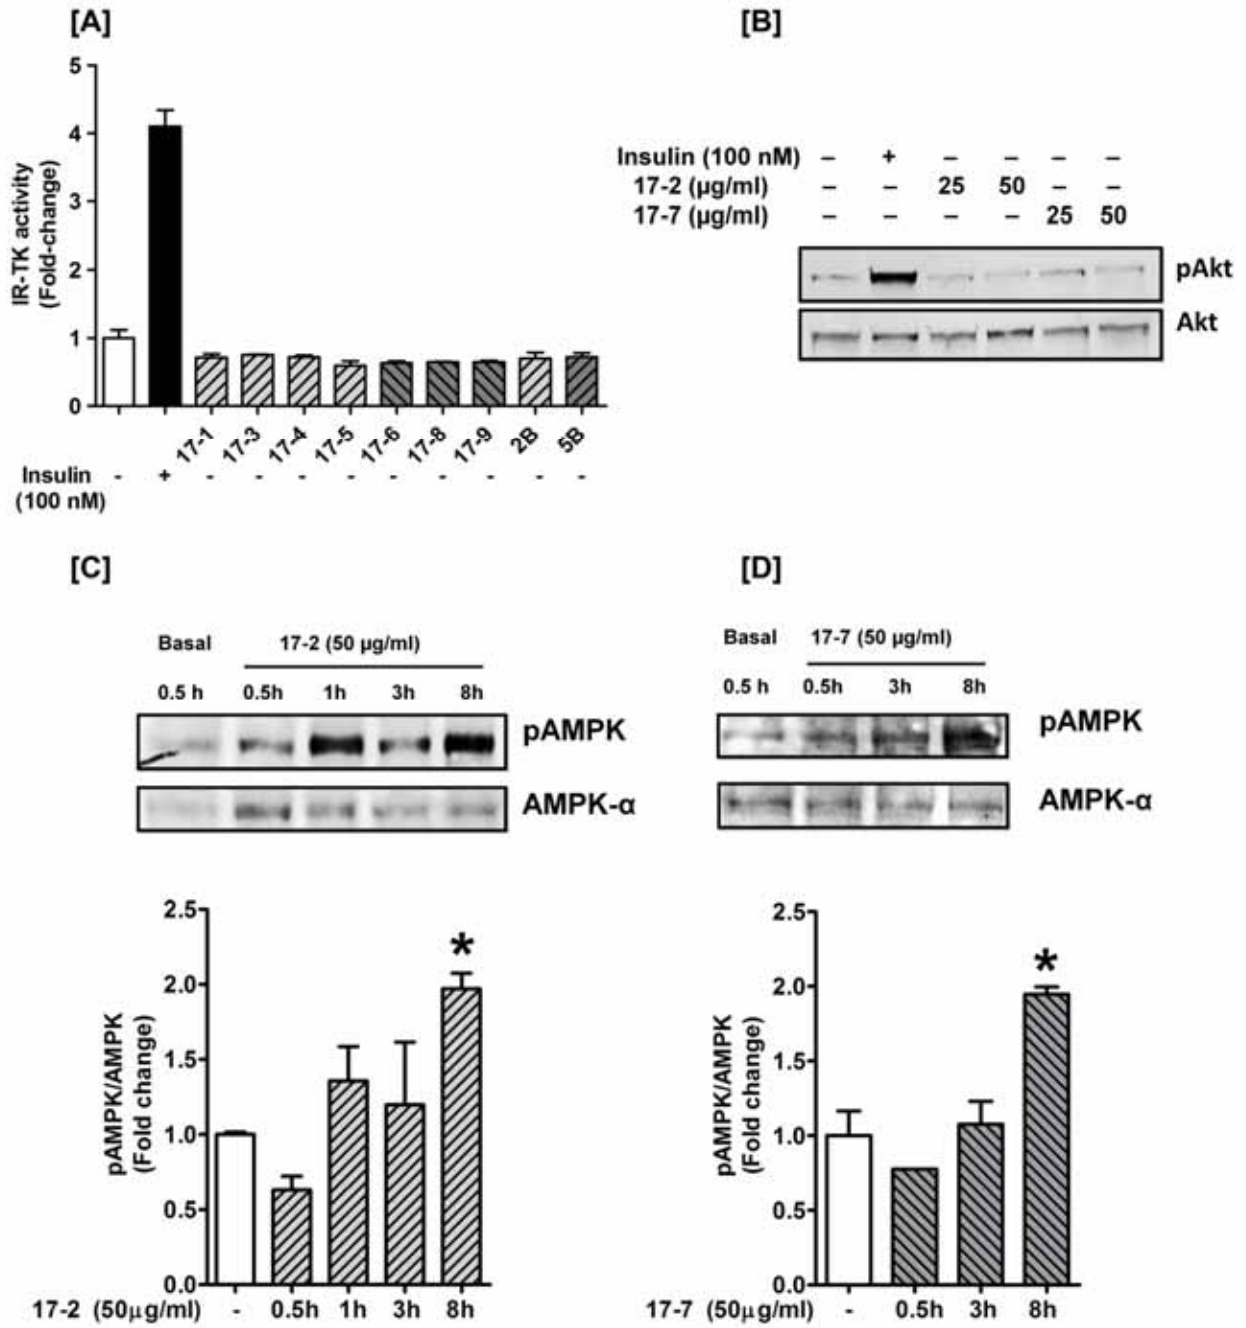 [A]
5
4
3
2
1
0
IR-TK activity
(Fold-change)
17-1 17-3 17-4 17-5 17-6 17-8 17-9 2B 5B
Insulin - + - - - - - - - - -
(100 nM)
[B]
Insulin (100 nM) – + – – – –
17-2 (µg/ml) – – 25 50 – –
17-7 (µg/ml) – – – – 25 50
pAkt
Akt
[C]
Basal 17-2 (50 µg/ml)
0.5 h 0.5h 1h 3h 8h
pAMPK
AMPK-α
2.5
2.0
1.5
1.0
0.5
0.0
pAMPK/AMPK
(Fold change)
*
17-2 (50µg/ml) - 0.5h 1h 3h 8h
[D]
Basal 17-7 (50 µg/ml)
0.5 h 0.5h 3h 8h
pAMPK
AMPK-α
2.5
2.0
1.5
1.0
0.5
0.0
pAMPK/AMPK
(Fold change)
*
17-7 (50µg/ml) - 0.5h 3h 8h